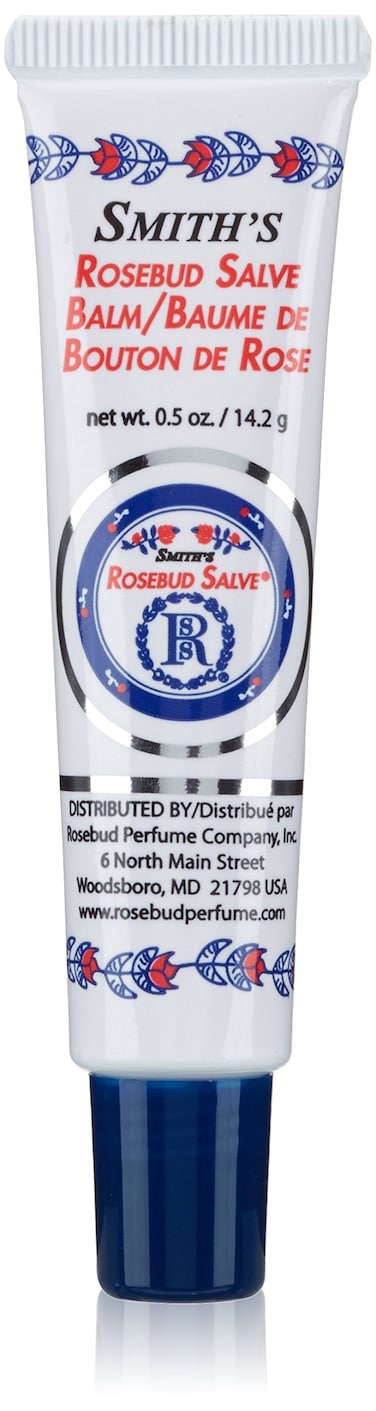 SMITH'S
ROSEBUD SALVE
BALM/BAUME DE
BOUTON DE ROSE
net wt. 0.5 oz. / 14.2 g
SMITH'S
ROSEBUD SALVE®
RSS
®
DISTRIBUTED BY/Distribué par
Rosebud Perfume Company, Inc.
6 North Main Street
Woodsboro, MD 21798 USA
www.rosebudperfume.com